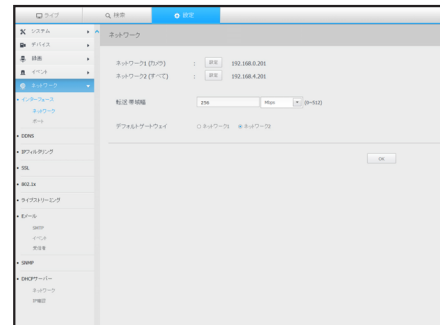 ライブ
検索
設定
システム
デバイス
録画
イベント
ネットワーク
インターフェース
ネットワーク
ポート
DDNS
IPフィルタリング
SSL
802.1x
ライブストリーミング
Eメール
SMTP
イベント
受信者
SNMP
DHCPサーバー
ネットワーク
IP確認
ネットワーク
ネットワーク1 (カメラ) : 設定 192.168.0.201
ネットワーク2 (すべて) : 設定 192.168.4.201
転送帯域幅 256 Mbps (0~512)
デフォルトゲートウェイ ネットワーク1 ネットワーク2
OK